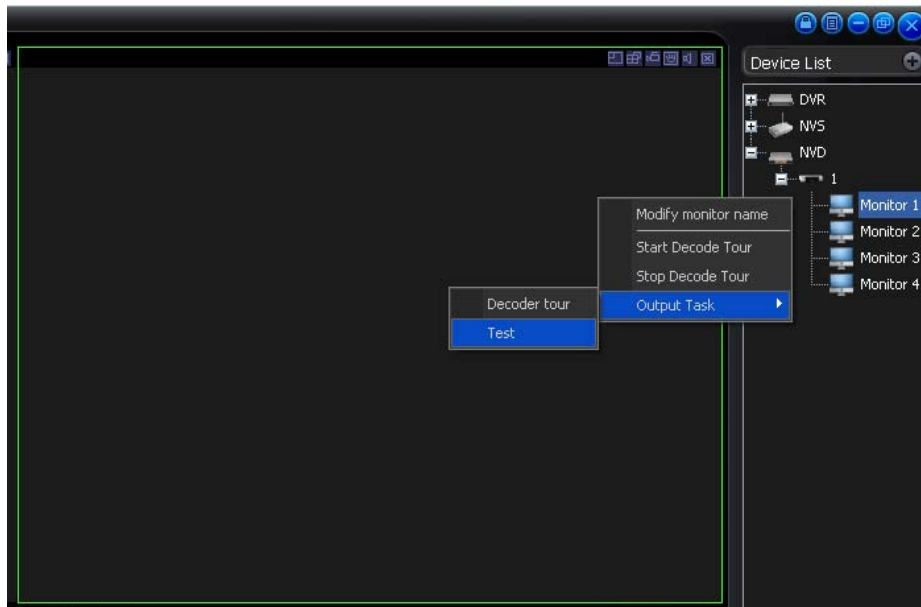 Device List
DVR
NVS
NVD
1
Monitor 1
Monitor 2
Monitor 3
Monitor 4
Modify monitor name
Start Decode Tour
Stop Decode Tour
Output Task
Decoder tour
Test